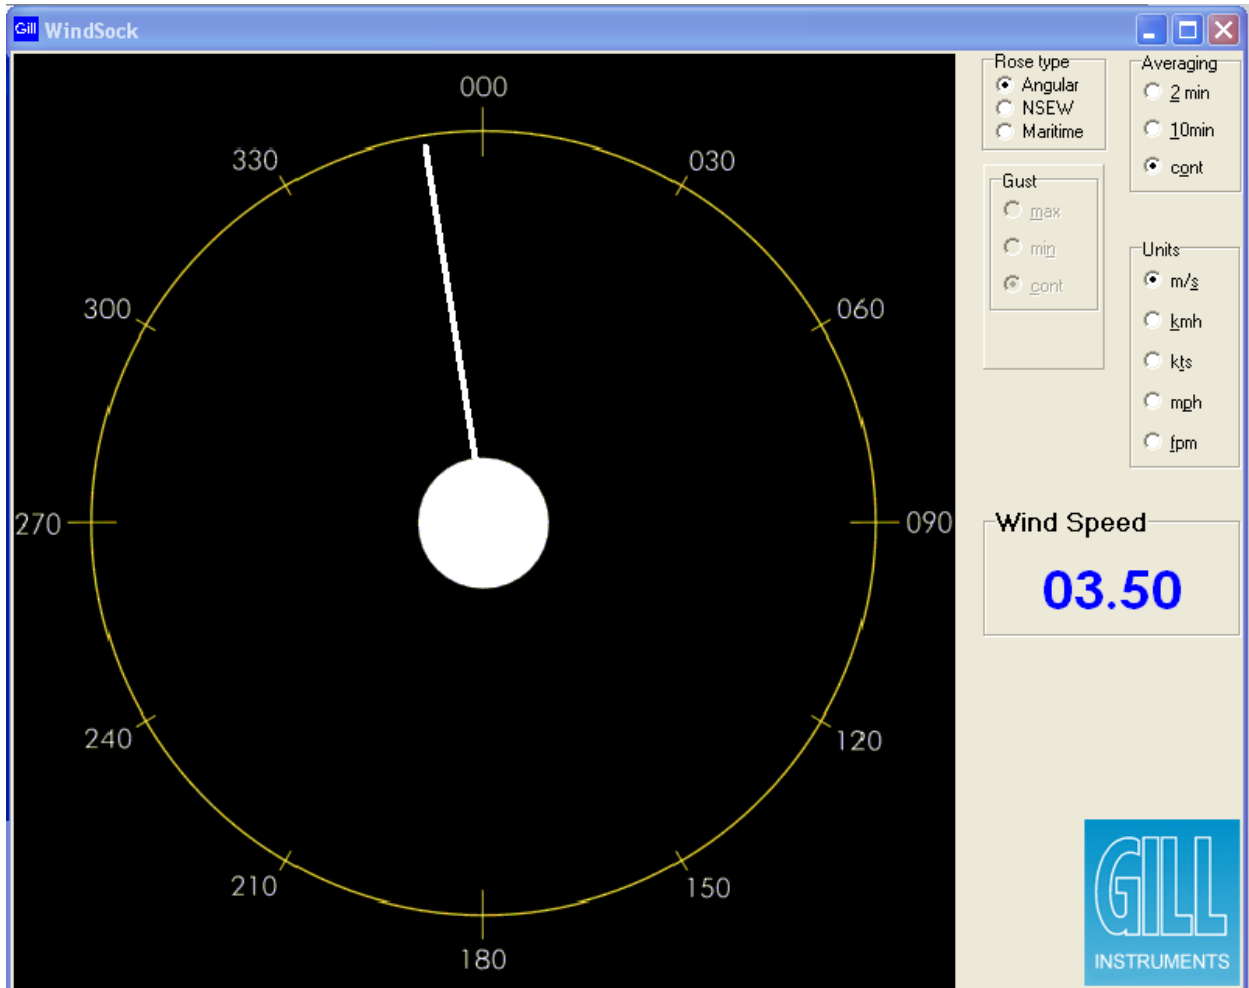 Gill WindSock
000
330
030
300
060
270
090
240
120
210
150
180
Rose type
Angular
NSEW
Maritime
Gust
max
min
cont
Averaging
2 min
10min
cont
Units
m/s
kmh
kts
mph
fpm
Wind Speed
03.50
GILL
INSTRUMENTS